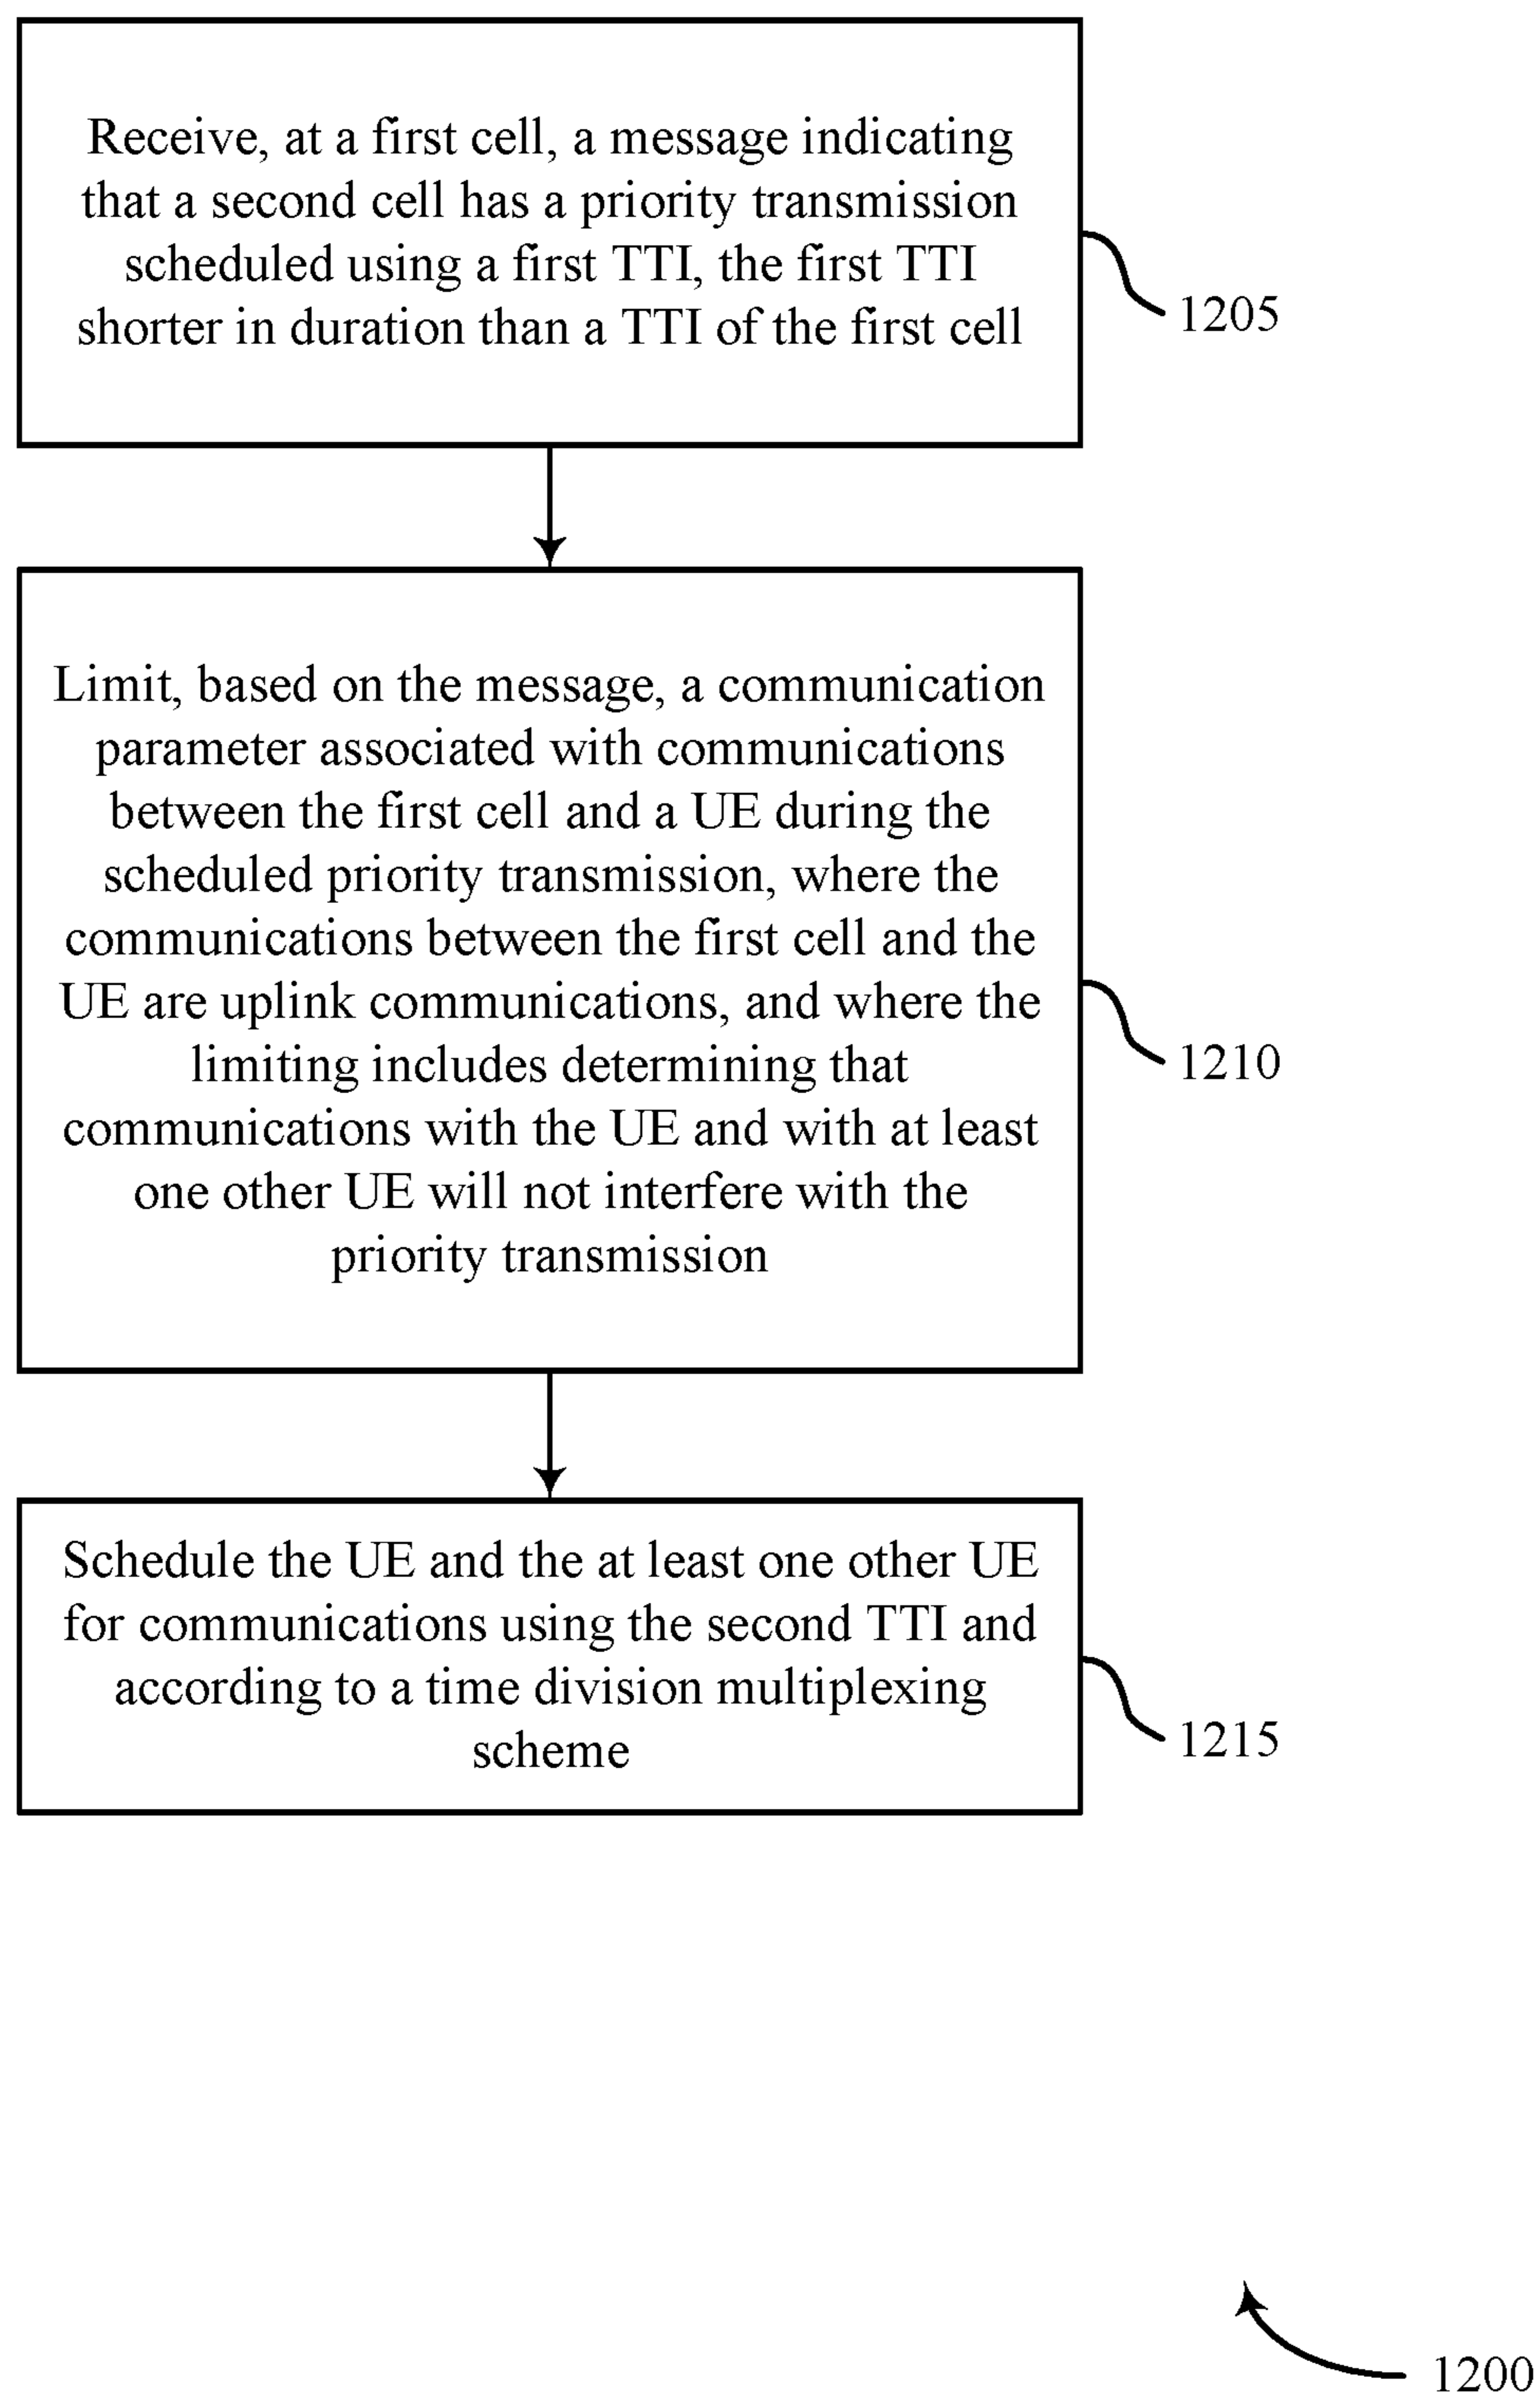 Receive, at a first cell, a message indicating
that a second cell has a priority transmission
scheduled using a first TTI, the first TTI
shorter in duration than a TTI of the first cell
1205
Limit, based on the message, a communication
parameter associated with communications
between the first cell and a UE during the
scheduled priority transmission, where the
communications between the first cell and the
UE are uplink communications, and where the
limiting includes determining that
communications with the UE and with at least
one other UE will not interfere with the
priority transmission
1210
Schedule the UE and the at least one other UE
for communications using the second TTI and
according to a time division multiplexing
scheme
1215
1200